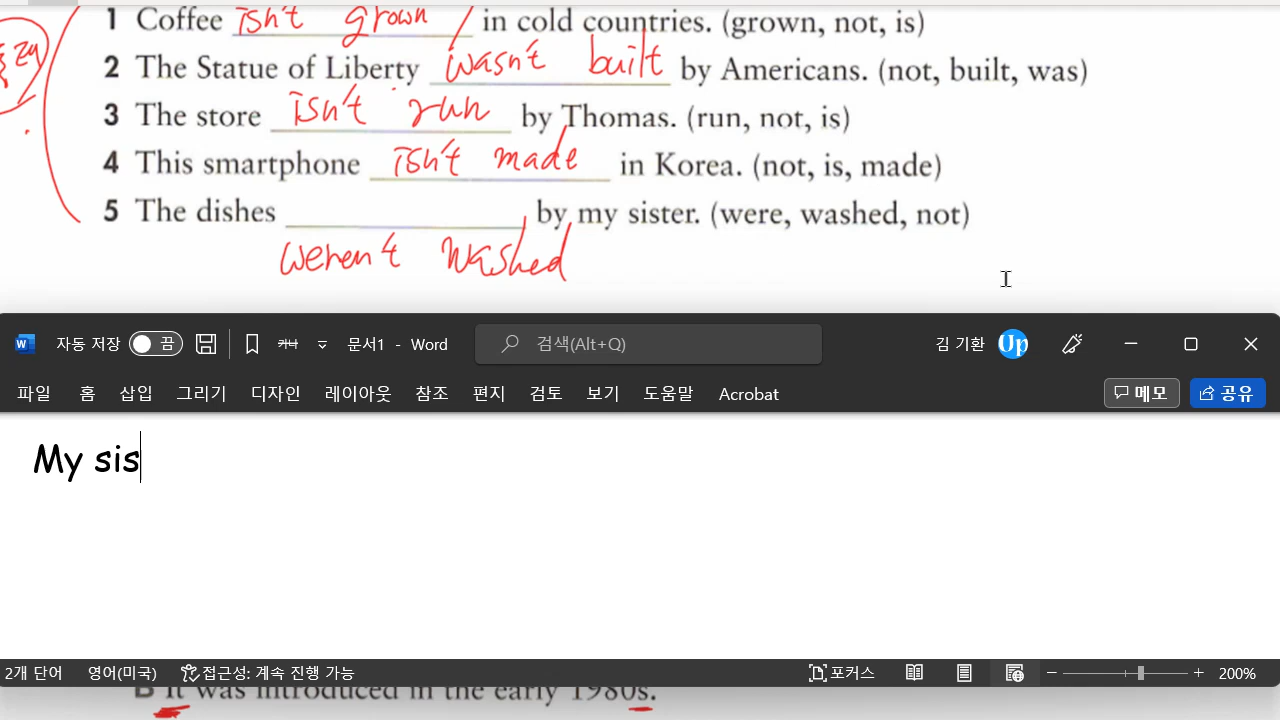 1 Coffee isn't grown in cold countries. (grown, not, is)
2 The Statue of Liberty wasn't built by Americans. (not, built, was)
3 The store isn't run by Thomas. (run, not, is)
4 This smartphone isn't made in Korea. (not, is, made)
5 The dishes by my sister. (were, washed, not)
weren't washed
자동 저장 끔 가나 문서1 - Word 검색(Alt+Q) 김 기환 Up
파일 홈 삽입 그리기 디자인 레이아웃 참조 편지 검토 보기 도움말 Acrobat 메모 공유
My sis
2개 단어 영어(미국) 접근성: 계속 진행 가능 포커스 200%
B It was introduced in the early 1980s.